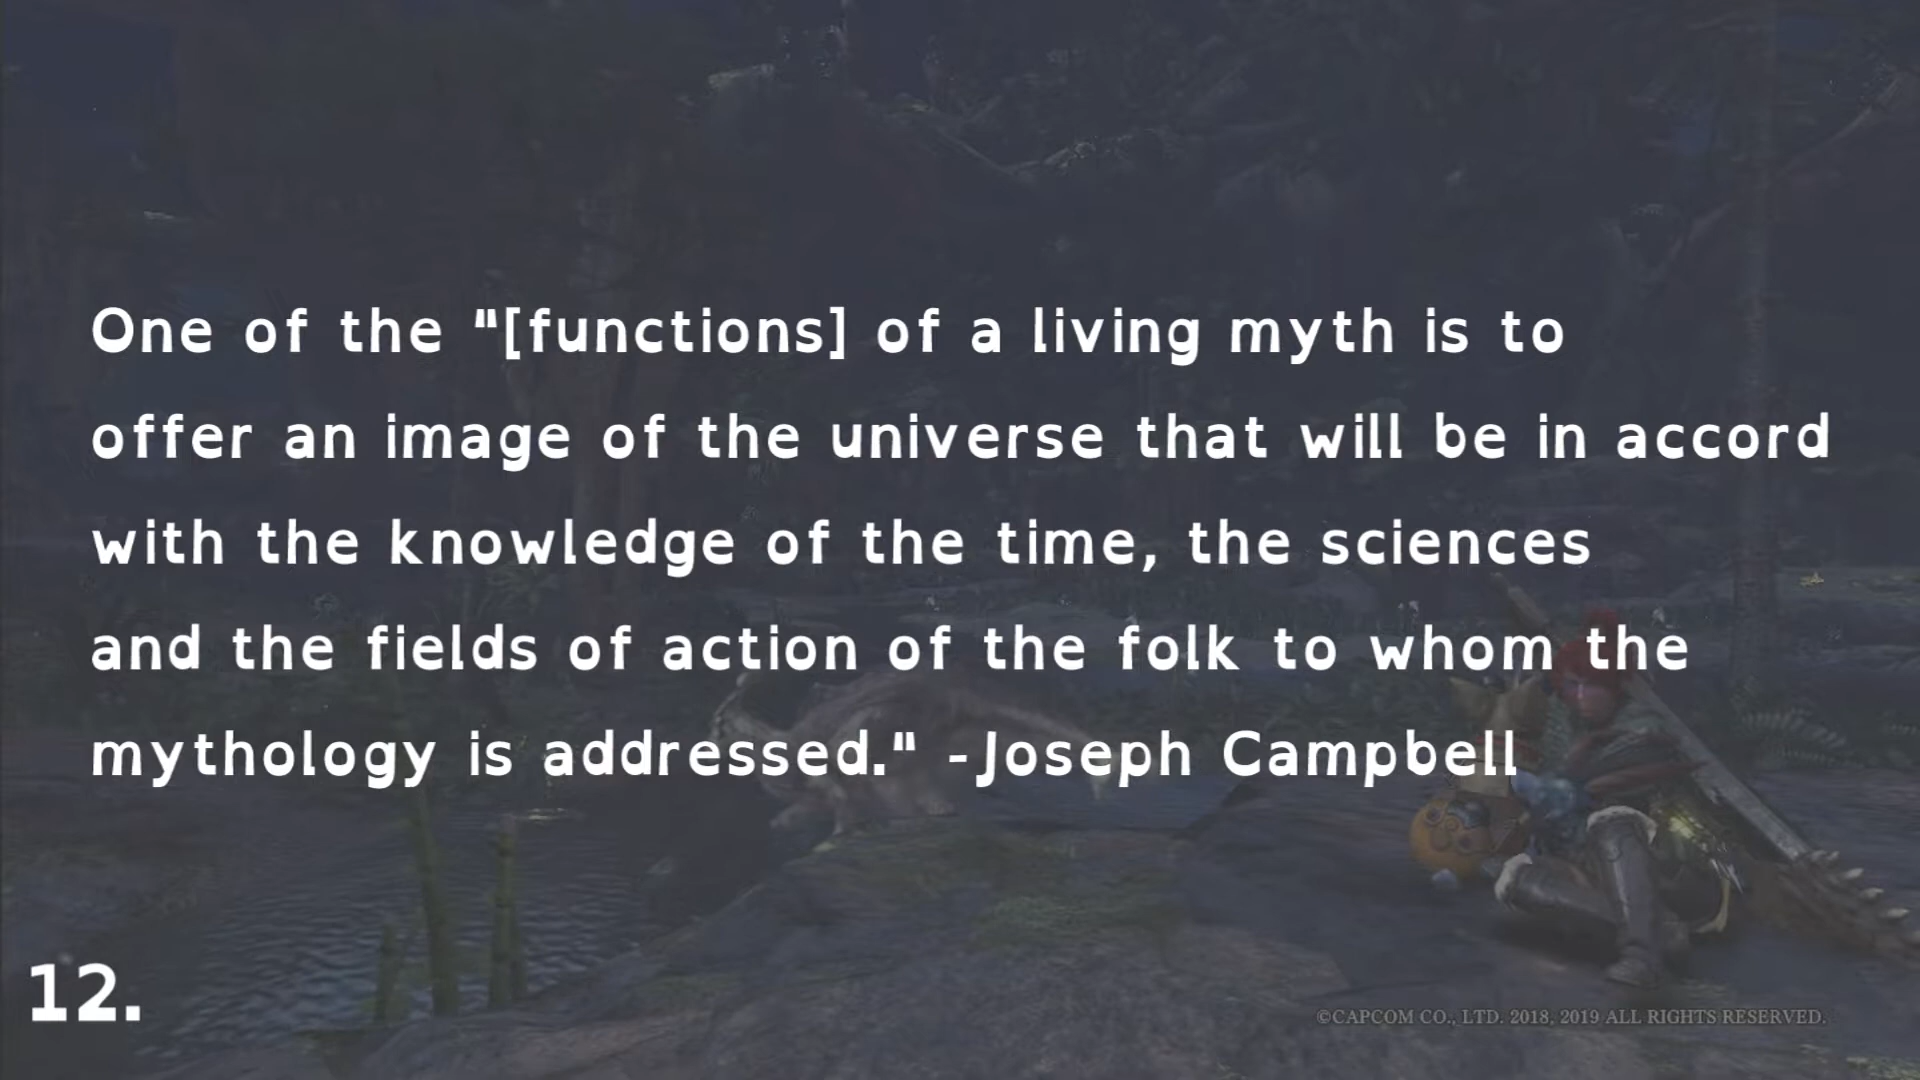 One of the "[functions] of a living myth is to
offer an image of the universe that will be in accord
with the knowledge of the time, the sciences
and the fields of action of the folk to whom the
mythology is addressed." -Joseph Campbell
12.
©CAPCOM CO., LTD. 2018, 2019 ALL RIGHTS RESERVED.